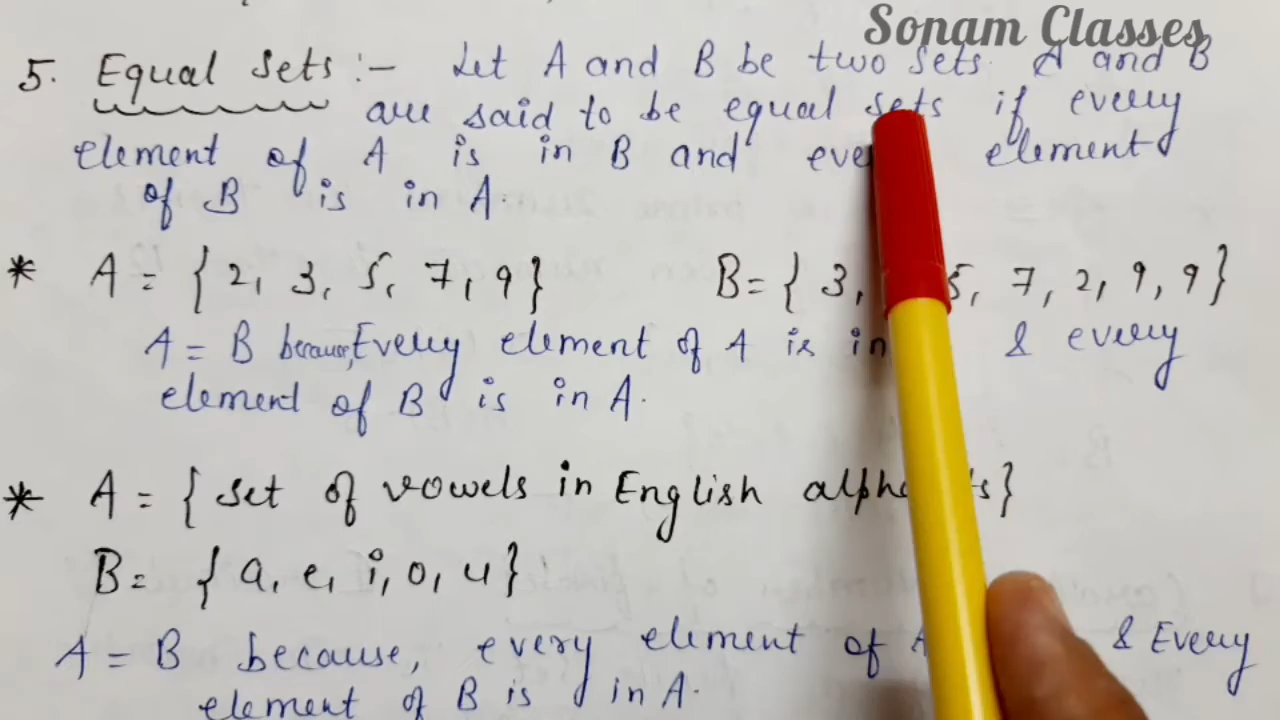 Sonam Classes
5. Equal Sets :- Let A and B be two sets. A and B
are said to be equal sets if every
element of A is in B and element
of B is in A.
* A = { 2, 3, 5, 7, 9 } B = { 3, 5, 7, 2, 9, 9 }
A = B because, Every element of A is in & every
element of B is in A.
* A = { set of vowels in English }
B = { a, e, i, o, u }
A = B because, every element of & Every
element of B is in A.